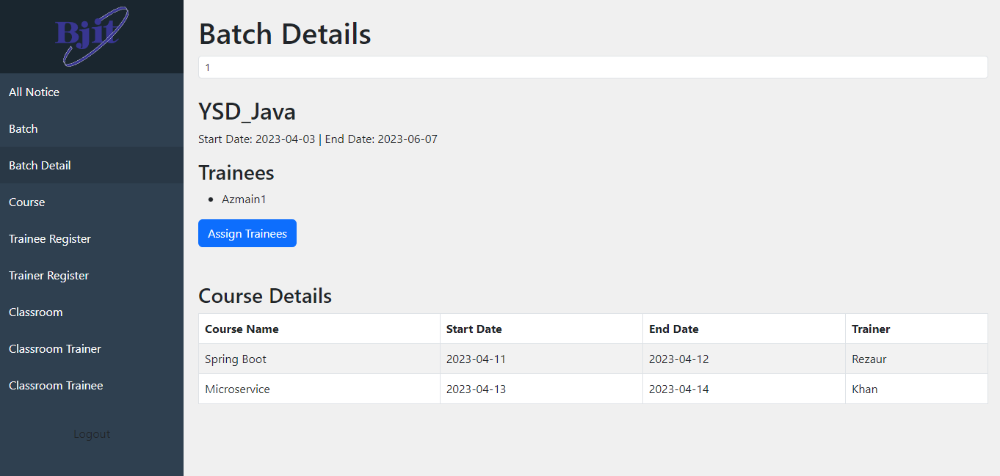 Bjit
All Notice
Batch
Batch Detail
Course
Trainee Register
Trainer Register
Classroom
Classroom Trainer
Classroom Trainee
Logout
Batch Details
1
YSD_Java
Start Date: 2023-04-03 | End Date: 2023-06-07
Trainees
• Azmain1
Assign Trainees
Course Details
Course Name Start Date End Date Trainer
Spring Boot 2023-04-11 2023-04-12 Rezaur
Microservice 2023-04-13 2023-04-14 Khan